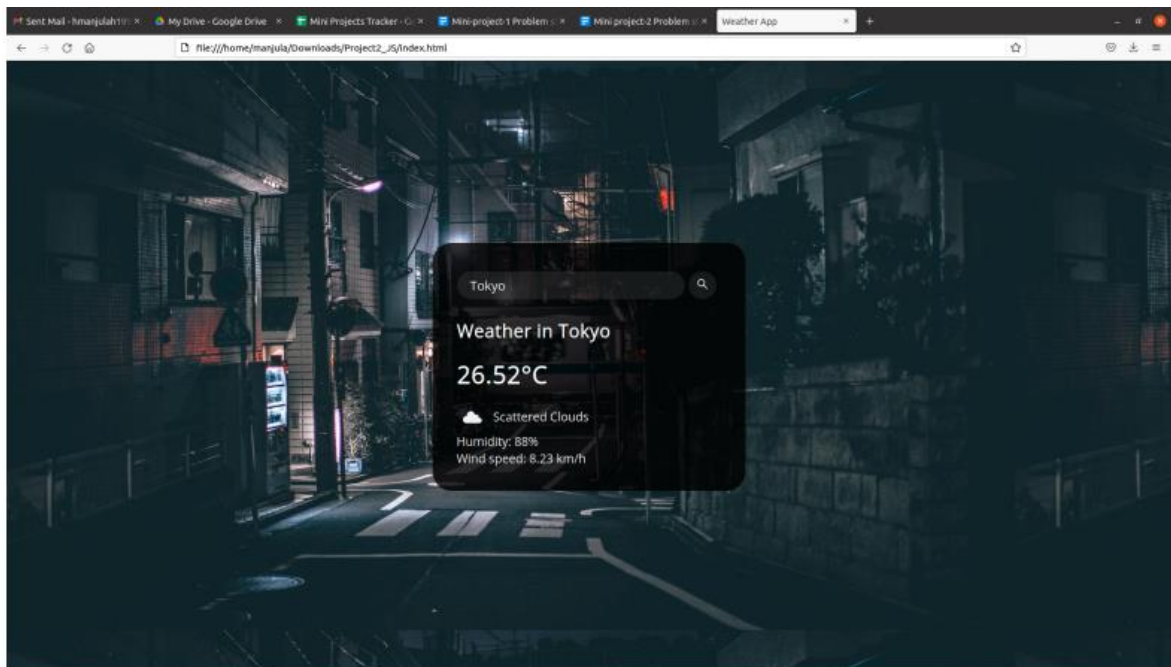 Sent Mail - hmanjulah19
My Drive - Google Drive
Mini Projects Tracker - G
Mini-project-1 Problem s
Mini project-2 Problem s
Weather App
file:///home/manjula/Downloads/Project2_JS/index.html
Tokyo
Weather in Tokyo
26.52°C
Scattered Clouds
Humidity: 88%
Wind speed: 8.23 km/h